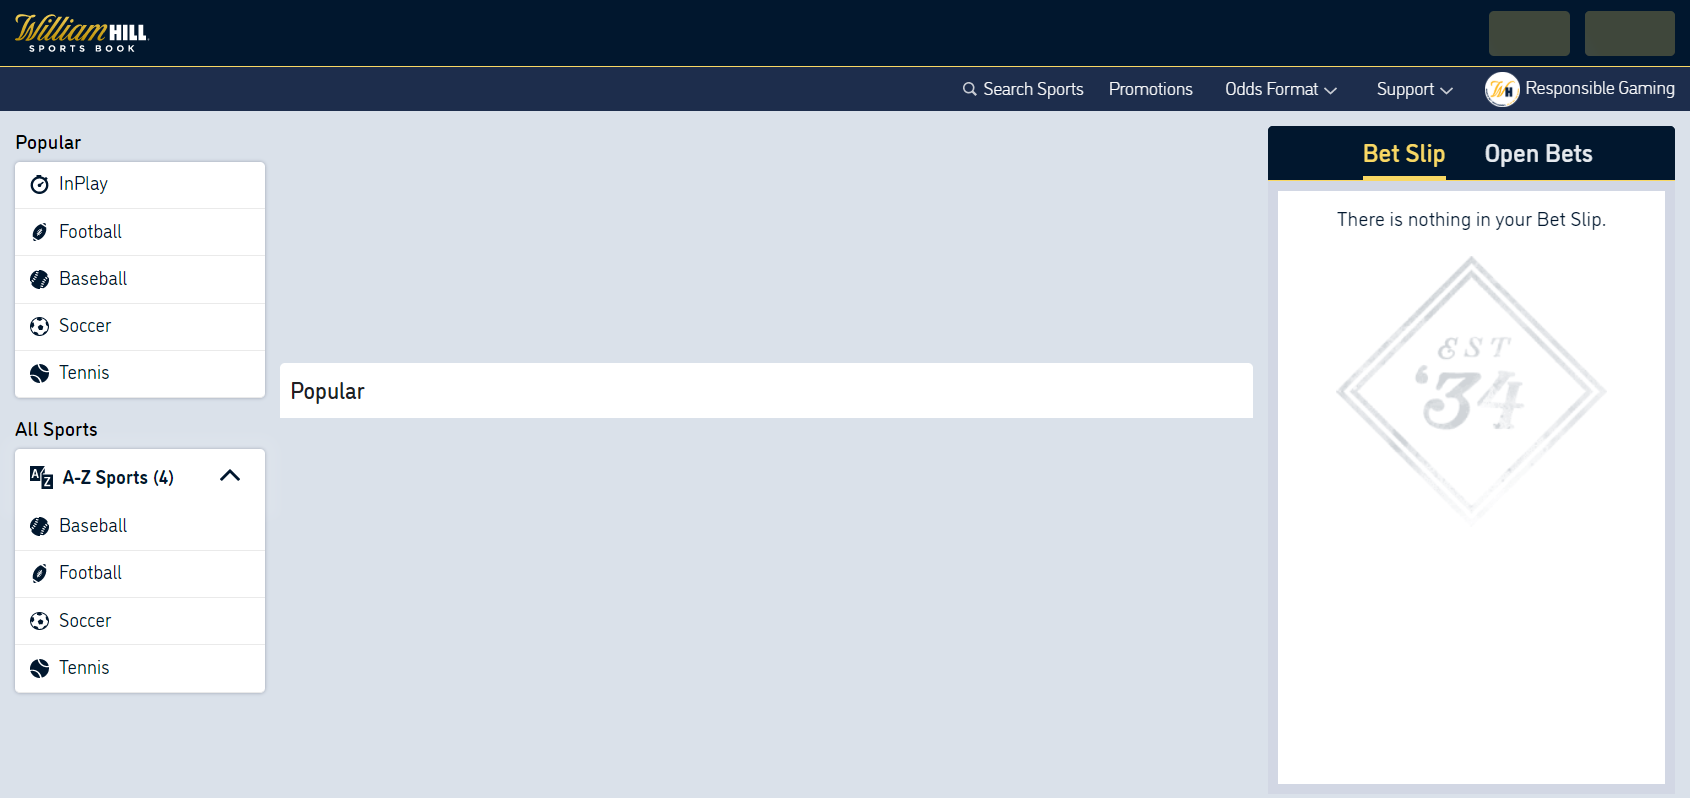 William HILL
SPORTS BOOK
Search Sports
Promotions
Odds Format
Support
WH
Responsible Gaming
Popular
InPlay
Football
Baseball
Soccer
Tennis
All Sports
A Z
A-Z Sports (4)
Baseball
Football
Soccer
Tennis
Popular
Bet Slip
Open Bets
There is nothing in your Bet Slip.
EST
'34